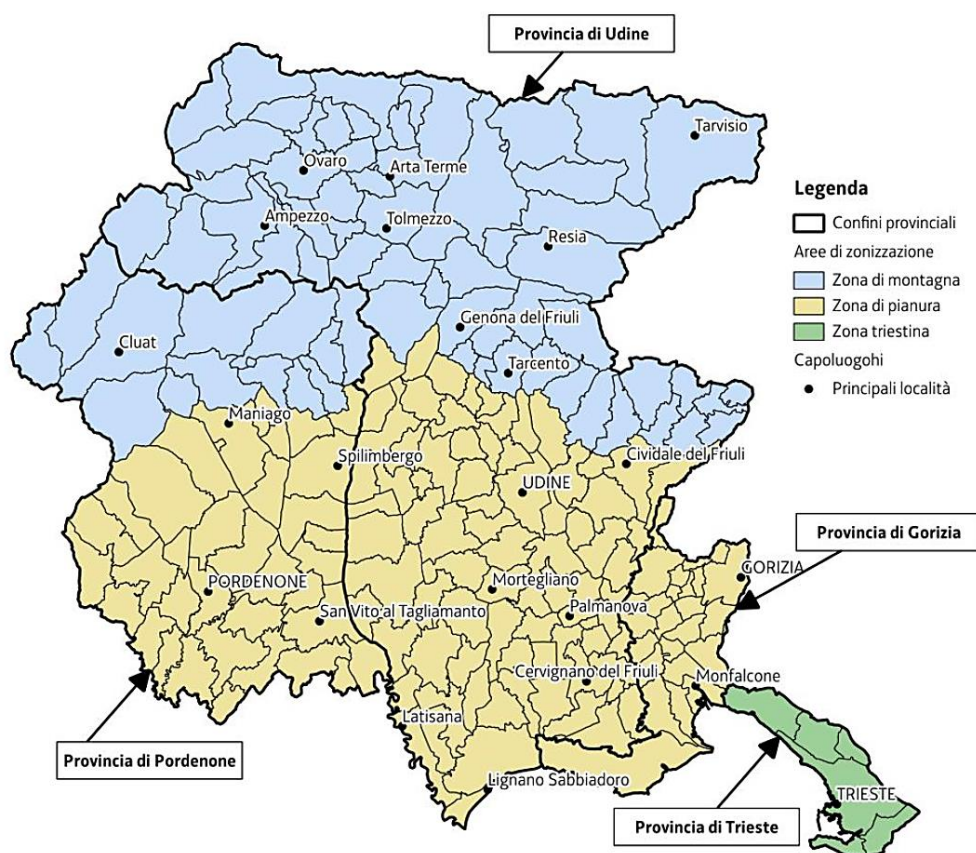 Provincia di Udine
Tarvisio
Ovaro
Arta Terme
Ampezzo
Tolmezzo
Resia
Legenda
Confini provinciali
Aree di zonizzazione
Zona di montagna
Zona di pianura
Zona triestina
Capoluogohi
Principali località
Genona del Friuli
Cluat
Tarcento
Maniago
Spilimbergo
Cividale del Friuli
UDINE
Provincia di Gorizia
GORIZIA
PORDENONE
Mortegliano
San Vito al Tagliamanto
Palmanova
Cervignano del Friuli
Monfalcone
Latisana
Provincia di Pordenone
Lignano Sabbiadoro
TRIESTE
Provincia di Trieste